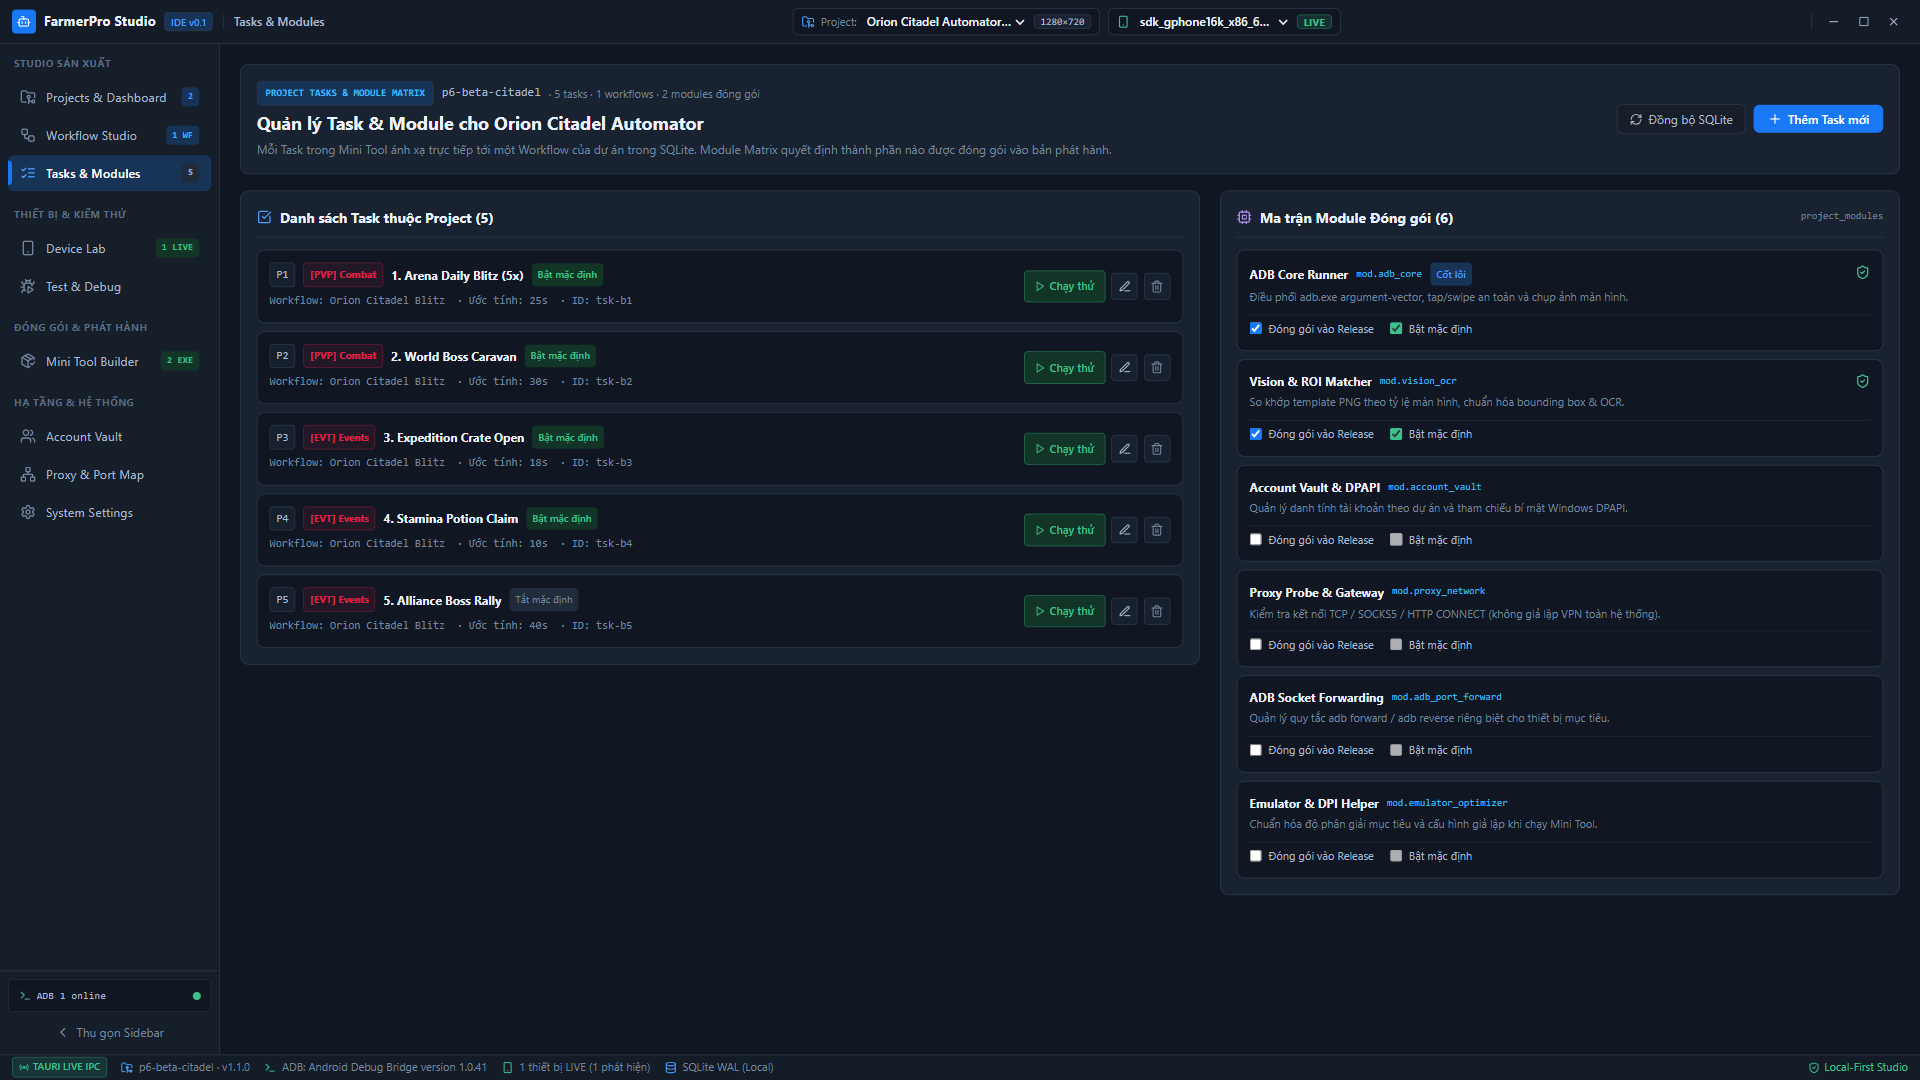 FarmerPro Studio IDE v0.1 Tasks & Modules Project: Orion Citadel Automator... 1280×720 sdk_gphone16k_x86_6... LIVE
STUDIO SẢN XUẤT
Projects & Dashboard 2
Workflow Studio 1 WF
Tasks & Modules 5
THIẾT BỊ & KIỂM THỬ
Device Lab 1 LIVE
Test & Debug
ĐÓNG GÓI & PHÁT HÀNH
Mini Tool Builder 2 EXE
HẠ TẦNG & HỆ THỐNG
Account Vault
Proxy & Port Map
System Settings
ADB 1 online
Thu gọn Sidebar
PROJECT TASKS & MODULE MATRIX p6-beta-citadel · 5 tasks · 1 workflows · 2 modules đóng gói
Quản lý Task & Module cho Orion Citadel Automator
Mỗi Task trong Mini Tool ánh xạ trực tiếp tới một Workflow của dự án trong SQLite. Module Matrix quyết định thành phần nào được đóng gói vào bản phát hành.
Đồng bộ SQLite
Thêm Task mới
Danh sách Task thuộc Project (5)
P1 [PVP] Combat 1. Arena Daily Blitz (5x) Bật mặc định
Workflow: Orion Citadel Blitz · Ước tính: 25s · ID: tsk-b1
Chạy thử
P2 [PVP] Combat 2. World Boss Caravan Bật mặc định
Workflow: Orion Citadel Blitz · Ước tính: 30s · ID: tsk-b2
Chạy thử
P3 [EVT] Events 3. Expedition Crate Open Bật mặc định
Workflow: Orion Citadel Blitz · Ước tính: 18s · ID: tsk-b3
Chạy thử
P4 [EVT] Events 4. Stamina Potion Claim Bật mặc định
Workflow: Orion Citadel Blitz · Ước tính: 10s · ID: tsk-b4
Chạy thử
P5 [EVT] Events 5. Alliance Boss Rally Tắt mặc định
Workflow: Orion Citadel Blitz · Ước tính: 40s · ID: tsk-b5
Chạy thử
Ma trận Module Đóng gói (6) project_modules
ADB Core Runner mod.adb_core Cốt lõi
Điều phối adb.exe argument-vector, tap/swipe an toàn và chụp ảnh màn hình.
Đóng gói vào Release Bật mặc định
Vision & ROI Matcher mod.vision_ocr
So khớp template PNG theo tỷ lệ màn hình, chuẩn hóa bounding box & OCR.
Đóng gói vào Release Bật mặc định
Account Vault & DPAPI mod.account_vault
Quản lý danh tính tài khoản theo dự án và tham chiếu bí mật Windows DPAPI.
Đóng gói vào Release Bật mặc định
Proxy Probe & Gateway mod.proxy_network
Kiểm tra kết nối TCP / SOCKS5 / HTTP CONNECT (không giả lập VPN toàn hệ thống).
Đóng gói vào Release Bật mặc định
ADB Socket Forwarding mod.adb_port_forward
Quản lý quy tắc adb forward / adb reverse riêng biệt cho thiết bị mục tiêu.
Đóng gói vào Release Bật mặc định
Emulator & DPI Helper mod.emulator_optimizer
Chuẩn hóa độ phân giải mục tiêu và cấu hình giả lập khi chạy Mini Tool.
Đóng gói vào Release Bật mặc định
TAURI LIVE IPC p6-beta-citadel · v1.1.0 ADB: Android Debug Bridge version 1.0.41 1 thiết bị LIVE (1 phát hiện) SQLite WAL (Local) Local-First Studio